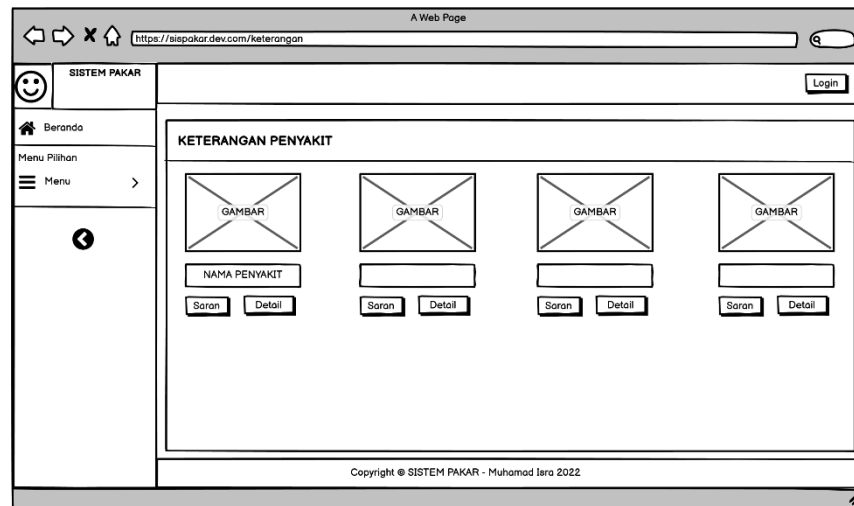 A Web Page
https://sispakar.dev.com/keterangan
SISTEM PAKAR
Login
Beranda
Menu Pilihan
Menu
KETERANGAN PENYAKIT
GAMBAR GAMBAR GAMBAR GAMBAR
NAMA PENYAKIT
Saran Detail Saran Detail Saran Detail Saran Detail
Copyright © SISTEM PAKAR - Muhamad Isra 2022